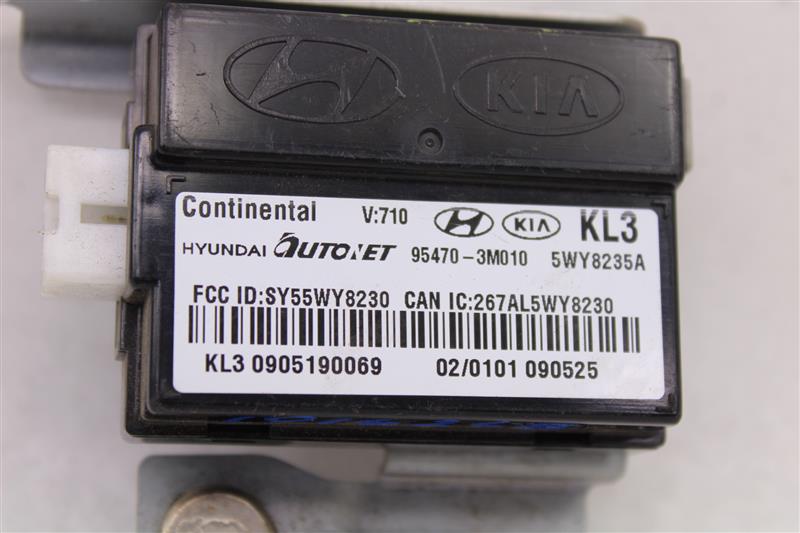 KIA
Continental V:710 KIA KL3
HYUNDAI AUTONET 95470-3M010 5WY8235A
FCC ID:SY55WY8230 CAN IC:267AL5WY8230
KL3 0905190069 02/0101 090525